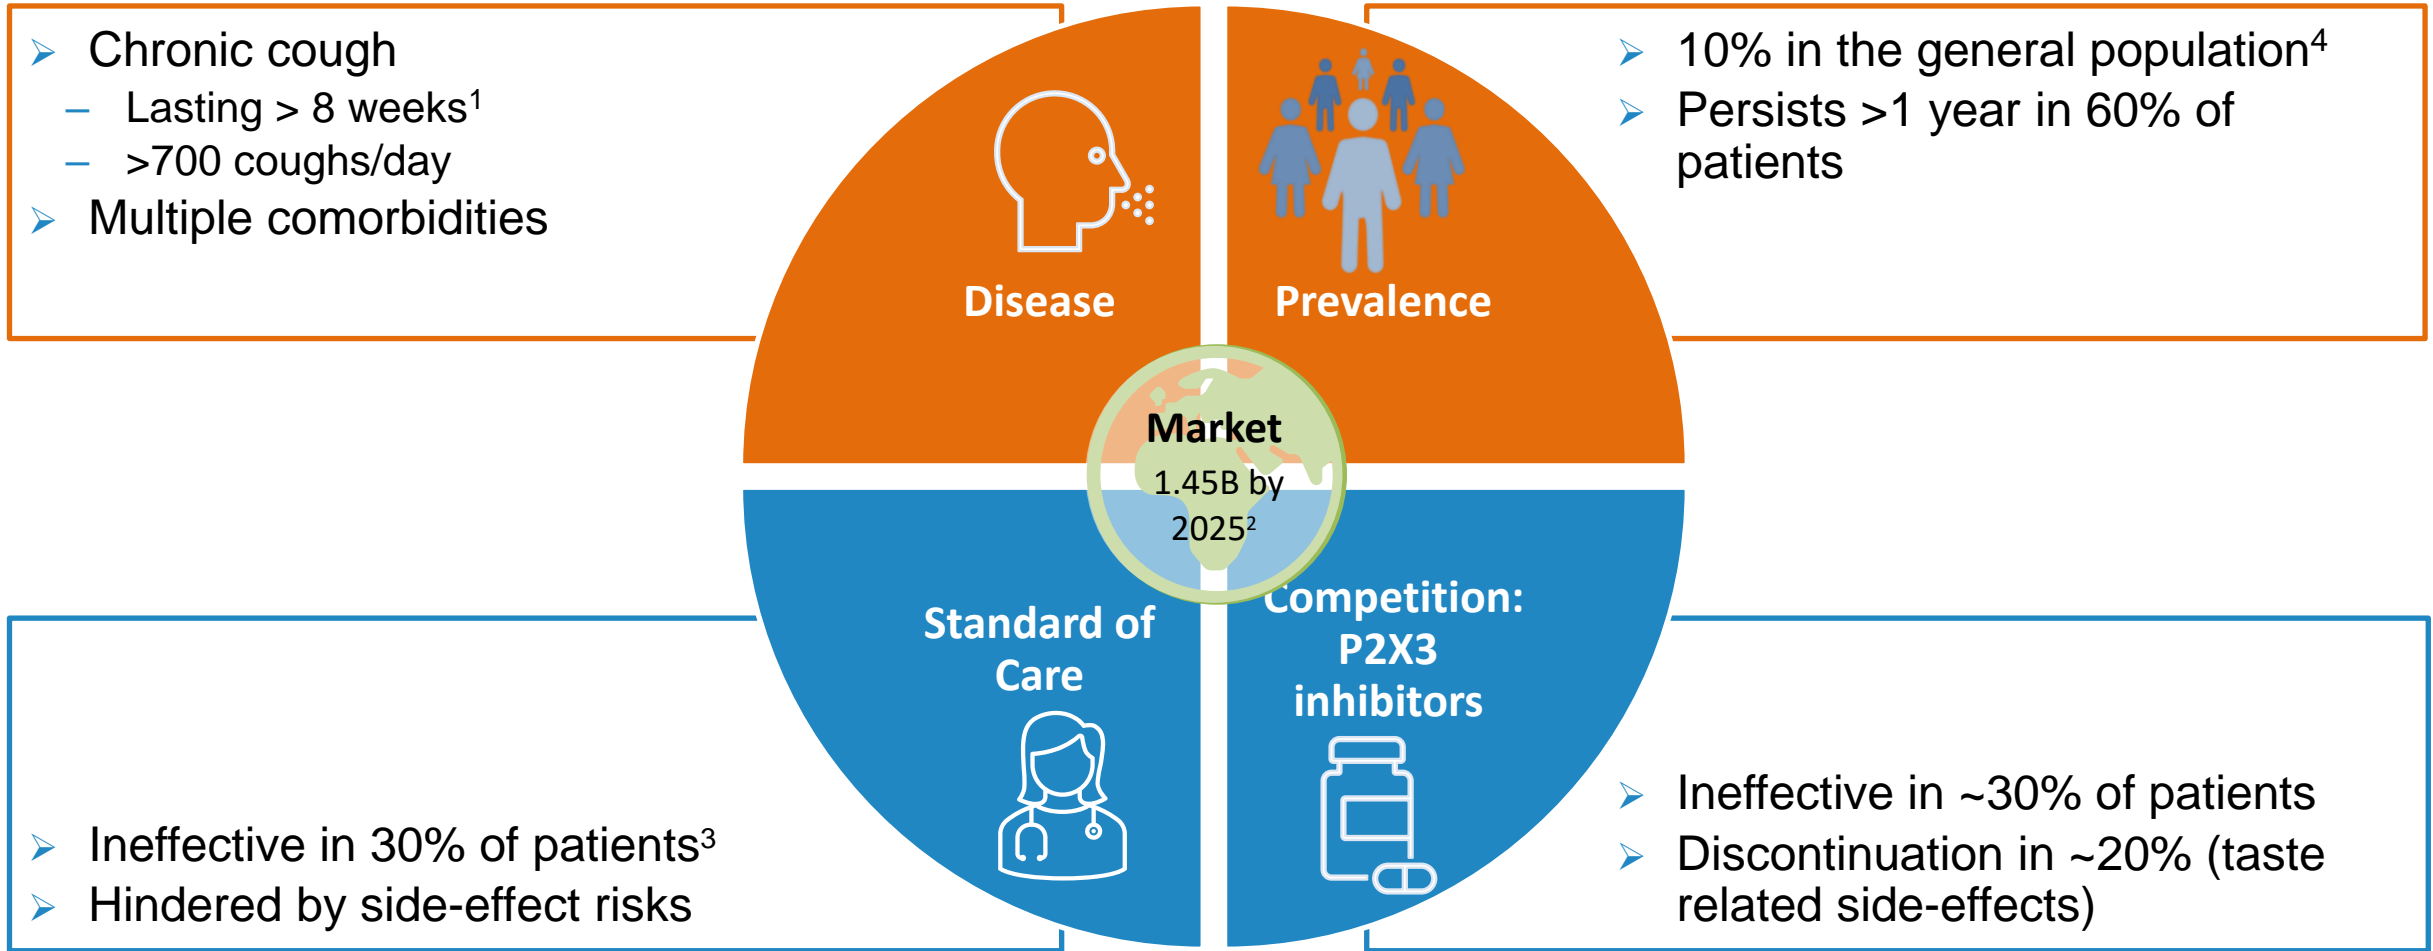 ➢ Chronic cough
– Lasting > 8 weeks¹
– >700 coughs/day
➢ Multiple comorbidities
Disease
Prevalence
➢ 10% in the general population⁴
➢ Persists >1 year in 60% of
patients
Market
1.45B by
2025²
Standard of
Care
➢ Ineffective in 30% of patients³
➢ Hindered by side-effect risks
Competition:
P2X3
inhibitors
➢ Ineffective in ~30% of patients
➢ Discontinuation in ~20% (taste
related side-effects)